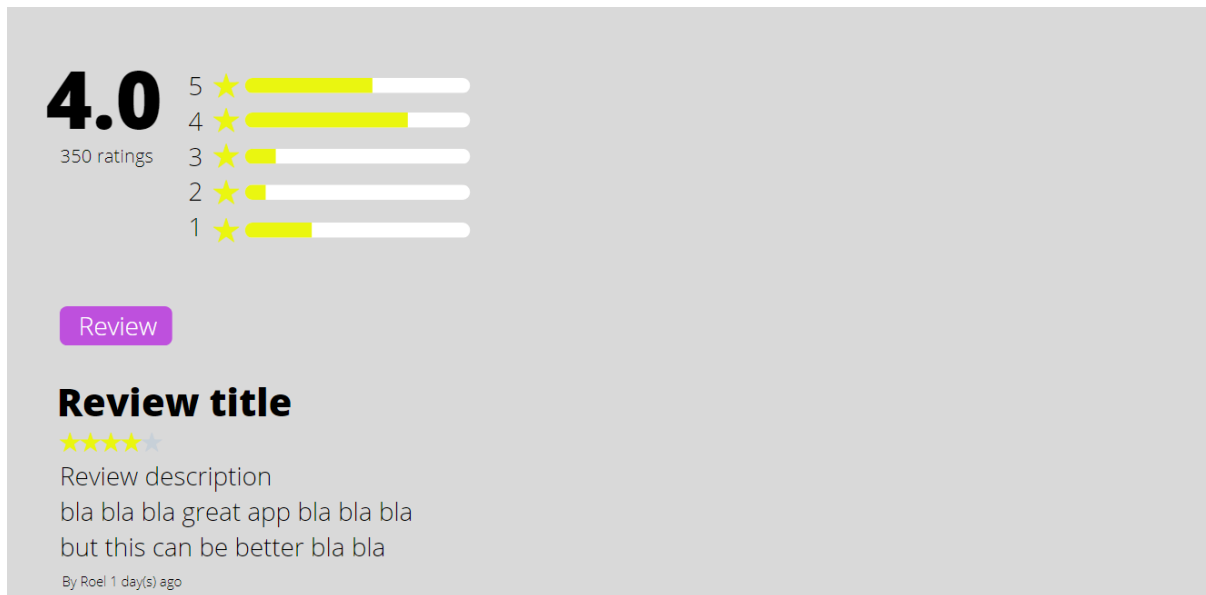 4.0
350 ratings
5
4
3
2
1
Review
Review title
Review description
bla bla bla great app bla bla bla
but this can be better bla bla
By Roel 1 day(s) ago